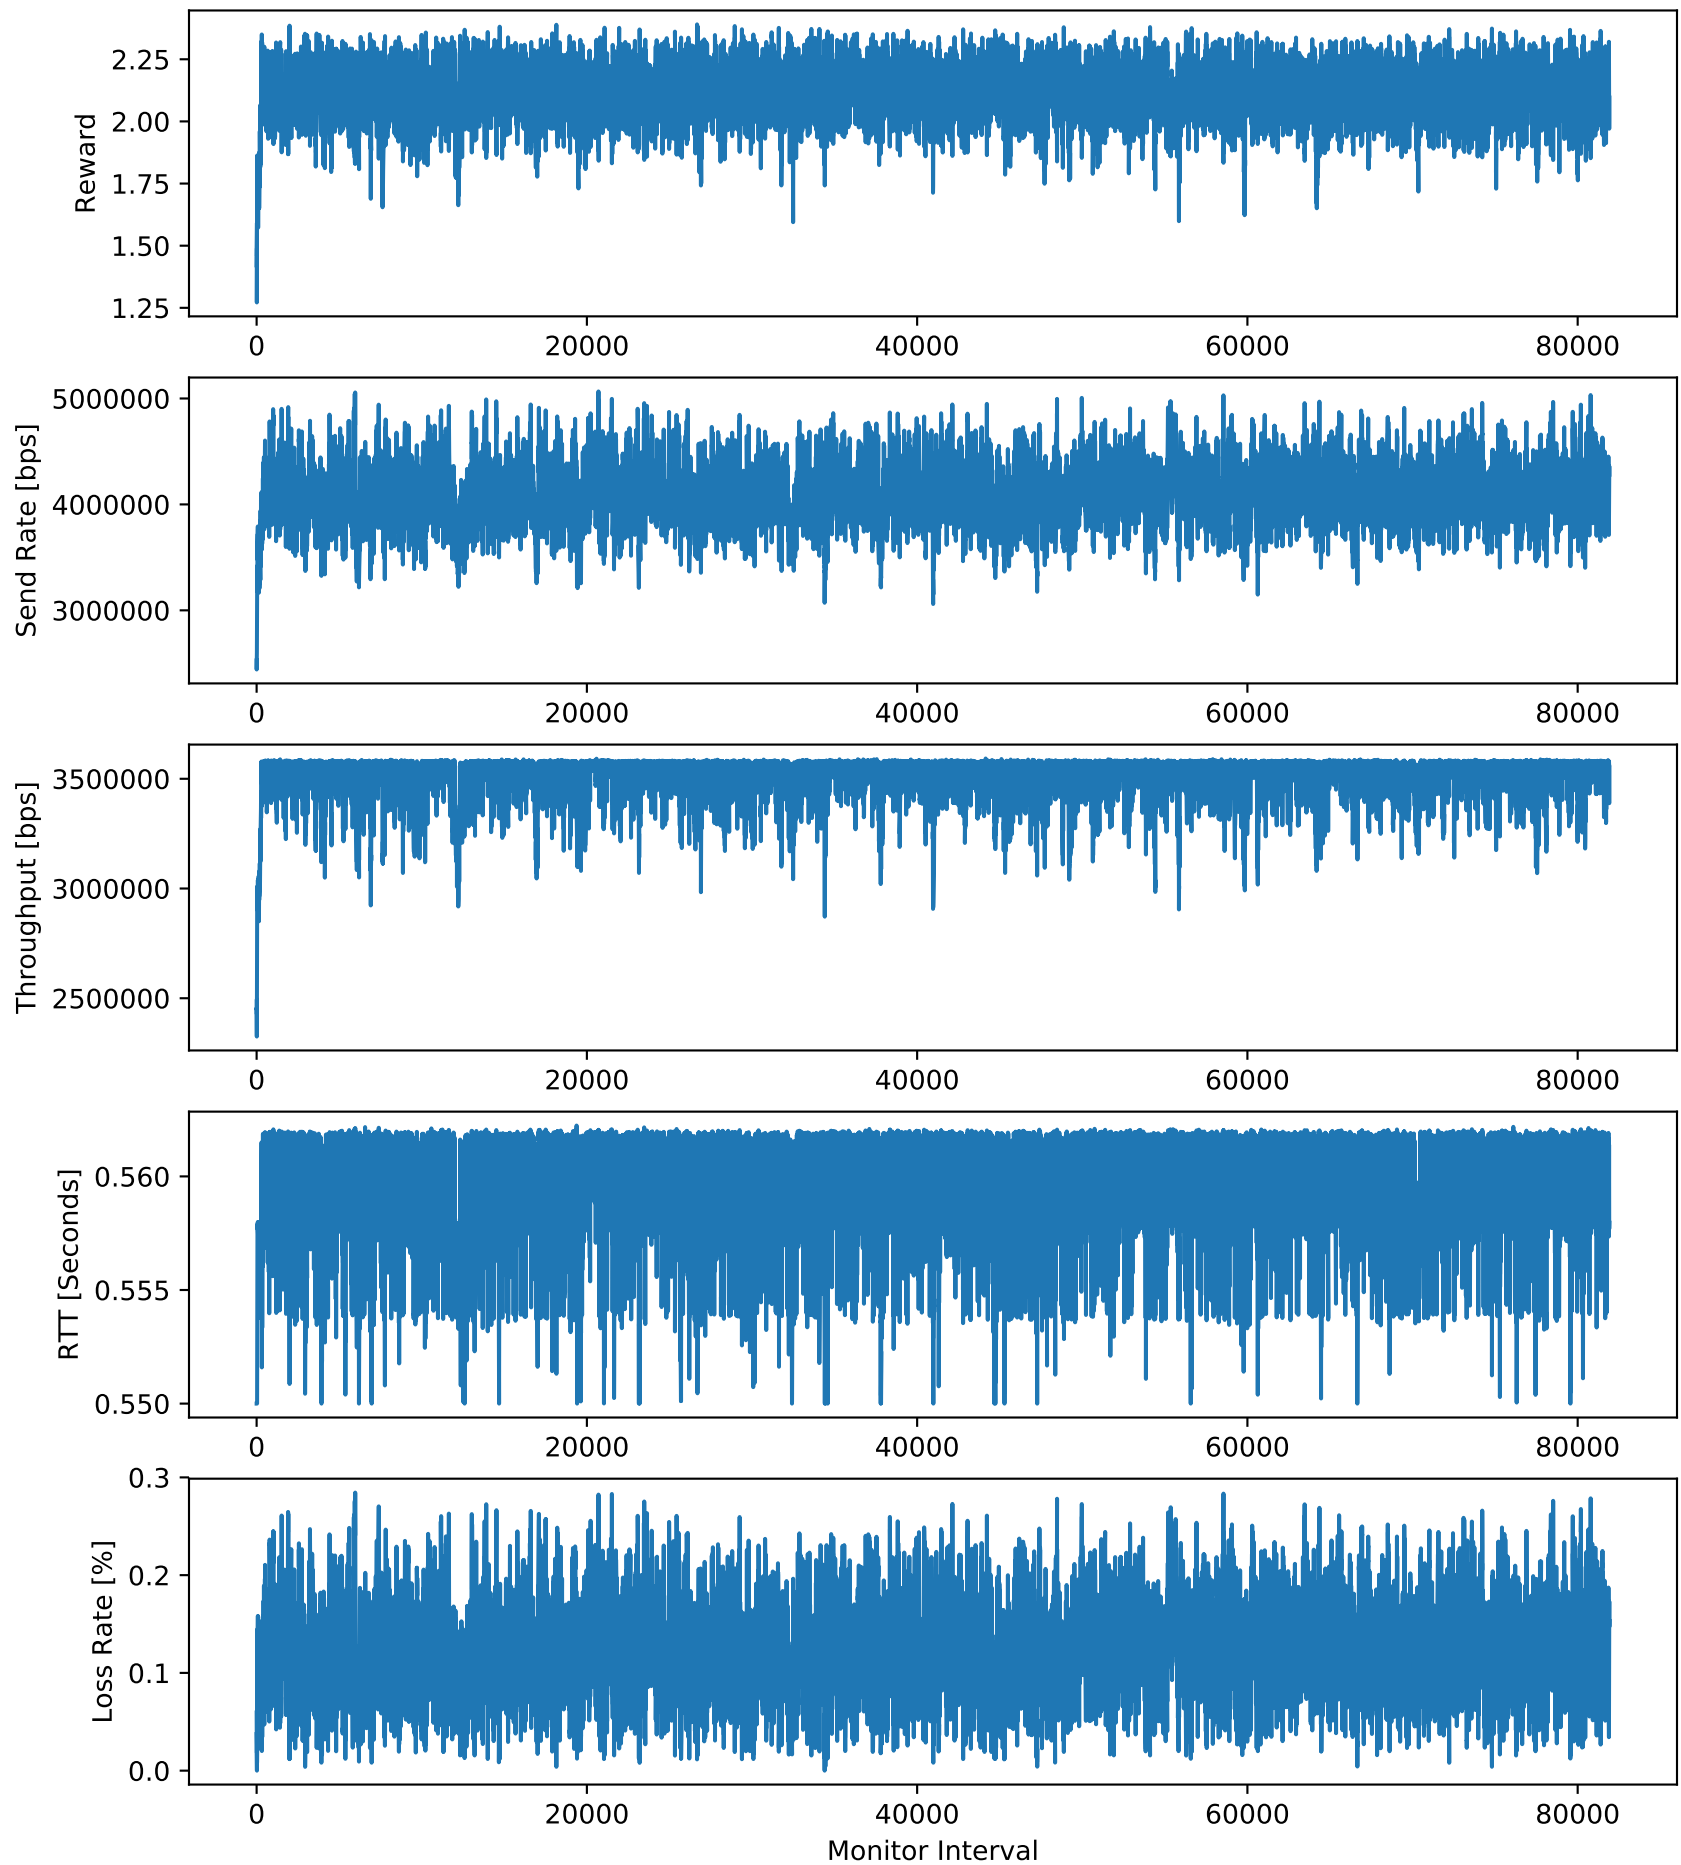 Reward
2.25
2.00
1.75
1.50
1.25
0 20000 40000 60000 80000
Send Rate [bps]
5000000
4000000
3000000
0 20000 40000 60000 80000
Throughput [bps]
3500000
3000000
2500000
0 20000 40000 60000 80000
RTT [Seconds]
0.560
0.555
0.550
0 20000 40000 60000 80000
Loss Rate [%]
0.3
0.2
0.1
0.0
0 20000 40000 60000 80000
Monitor Interval